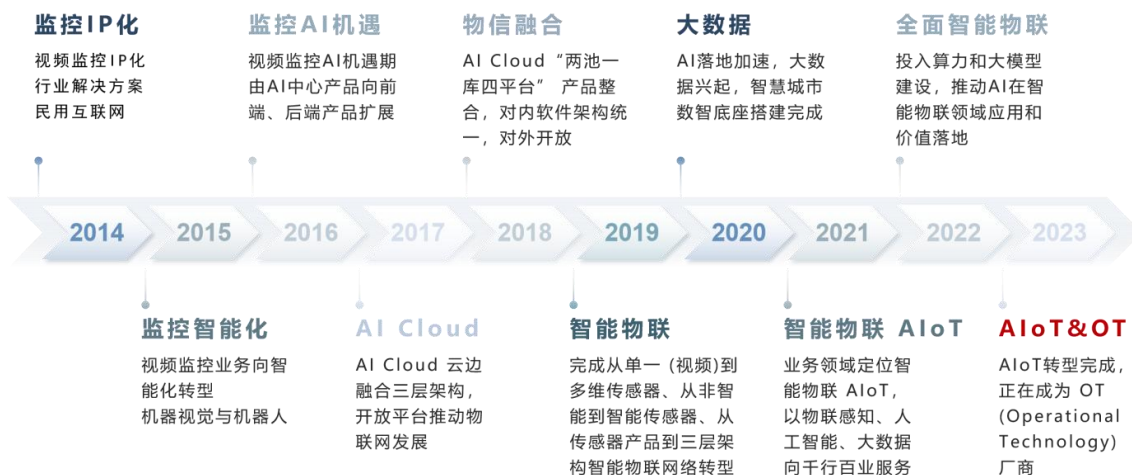 监控IP化
视频监控IP化
行业解决方案
民用互联网
监控AI机遇
视频监控AI机遇期
由AI中心产品向前
端、后端产品扩展
物信融合
AI Cloud “两池一
库四平台” 产品整
合，对内软件架构统
一，对外开放
大数据
AI落地加速，大数
据兴起，智慧城市
数智底座搭建完成
全面智能物联
投入算力和大模型
建设，推动AI在智
能物联领域应用和
价值落地
2014 2015 2016 2017 2018 2019 2020 2021 2022 2023
监控智能化
视频监控业务向智
能化转型
机器视觉与机器人
AI Cloud
AI Cloud 云边
融合三层架构，
开放平台推动物
联网发展
智能物联
完成从单一 (视频)到
多维传感器、从非智
能到智能传感器、从
传感器产品到三层架
构智能物联网络转型
智能物联 AIoT
业务领域定位智
能物联 AIoT，
以物联感知、人
工智能、大数据
向千行百业服务
AIoT&OT
AIoT转型完成，
正在成为 OT
(Operational
Technology)
厂商